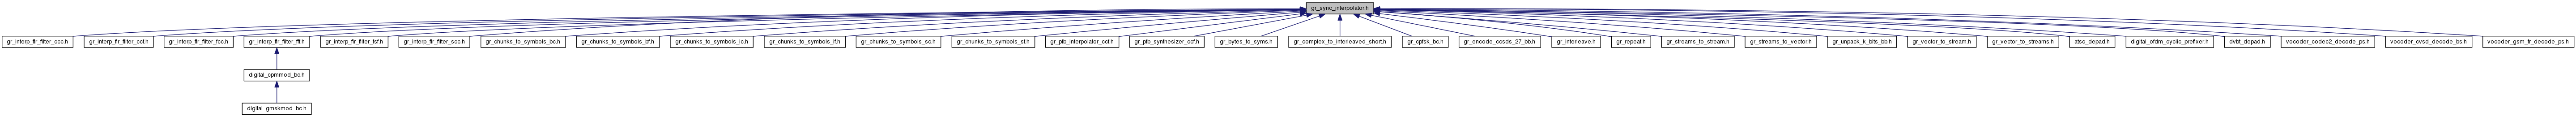 gr_sync_interpolator.h
gr_interp_fir_filter_ccc.h
gr_interp_fir_filter_ccf.h
gr_interp_fir_filter_fcc.h
gr_interp_fir_filter_fff.h
gr_interp_fir_filter_fsf.h
gr_interp_fir_filter_scc.h
gr_chunks_to_symbols_bc.h
gr_chunks_to_symbols_bf.h
gr_chunks_to_symbols_ic.h
gr_chunks_to_symbols_if.h
gr_chunks_to_symbols_sc.h
gr_chunks_to_symbols_sf.h
gr_pfb_interpolator_ccf.h
gr_pfb_synthesizer_ccf.h
gr_bytes_to_syms.h
gr_complex_to_interleaved_short.h
gr_cpfsk_bc.h
gr_encode_ccsds_27_bb.h
gr_interleave.h
gr_repeat.h
gr_streams_to_stream.h
gr_streams_to_vector.h
gr_unpack_k_bits_bb.h
gr_vector_to_stream.h
gr_vector_to_streams.h
atsc_depad.h
digital_ofdm_cyclic_prefixer.h
dvbt_depad.h
vocoder_codec2_decode_ps.h
vocoder_cvsd_decode_bs.h
vocoder_gsm_fr_decode_ps.h
digital_cpmmod_bc.h
digital_gmskmod_bc.h